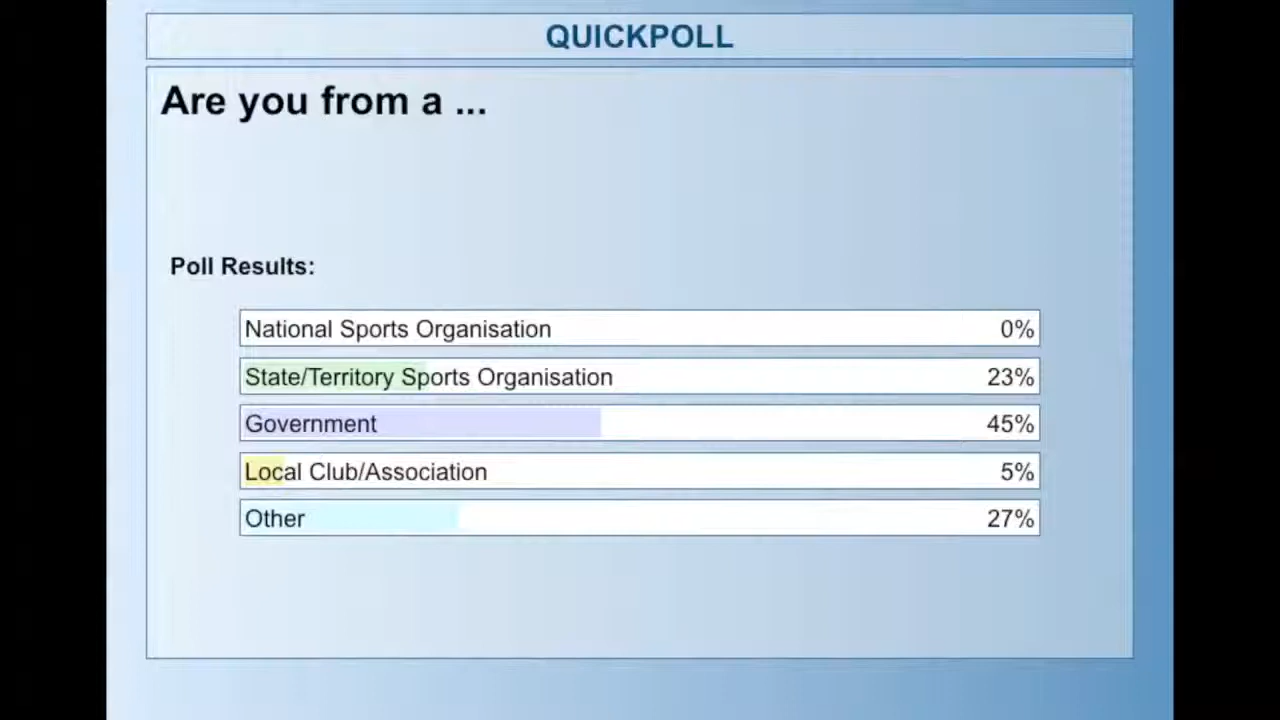 QUICKPOLL
Are you from a ...
Poll Results:
National Sports Organisation 0%
State/Territory Sports Organisation 23%
Government 45%
Local Club/Association 5%
Other 27%